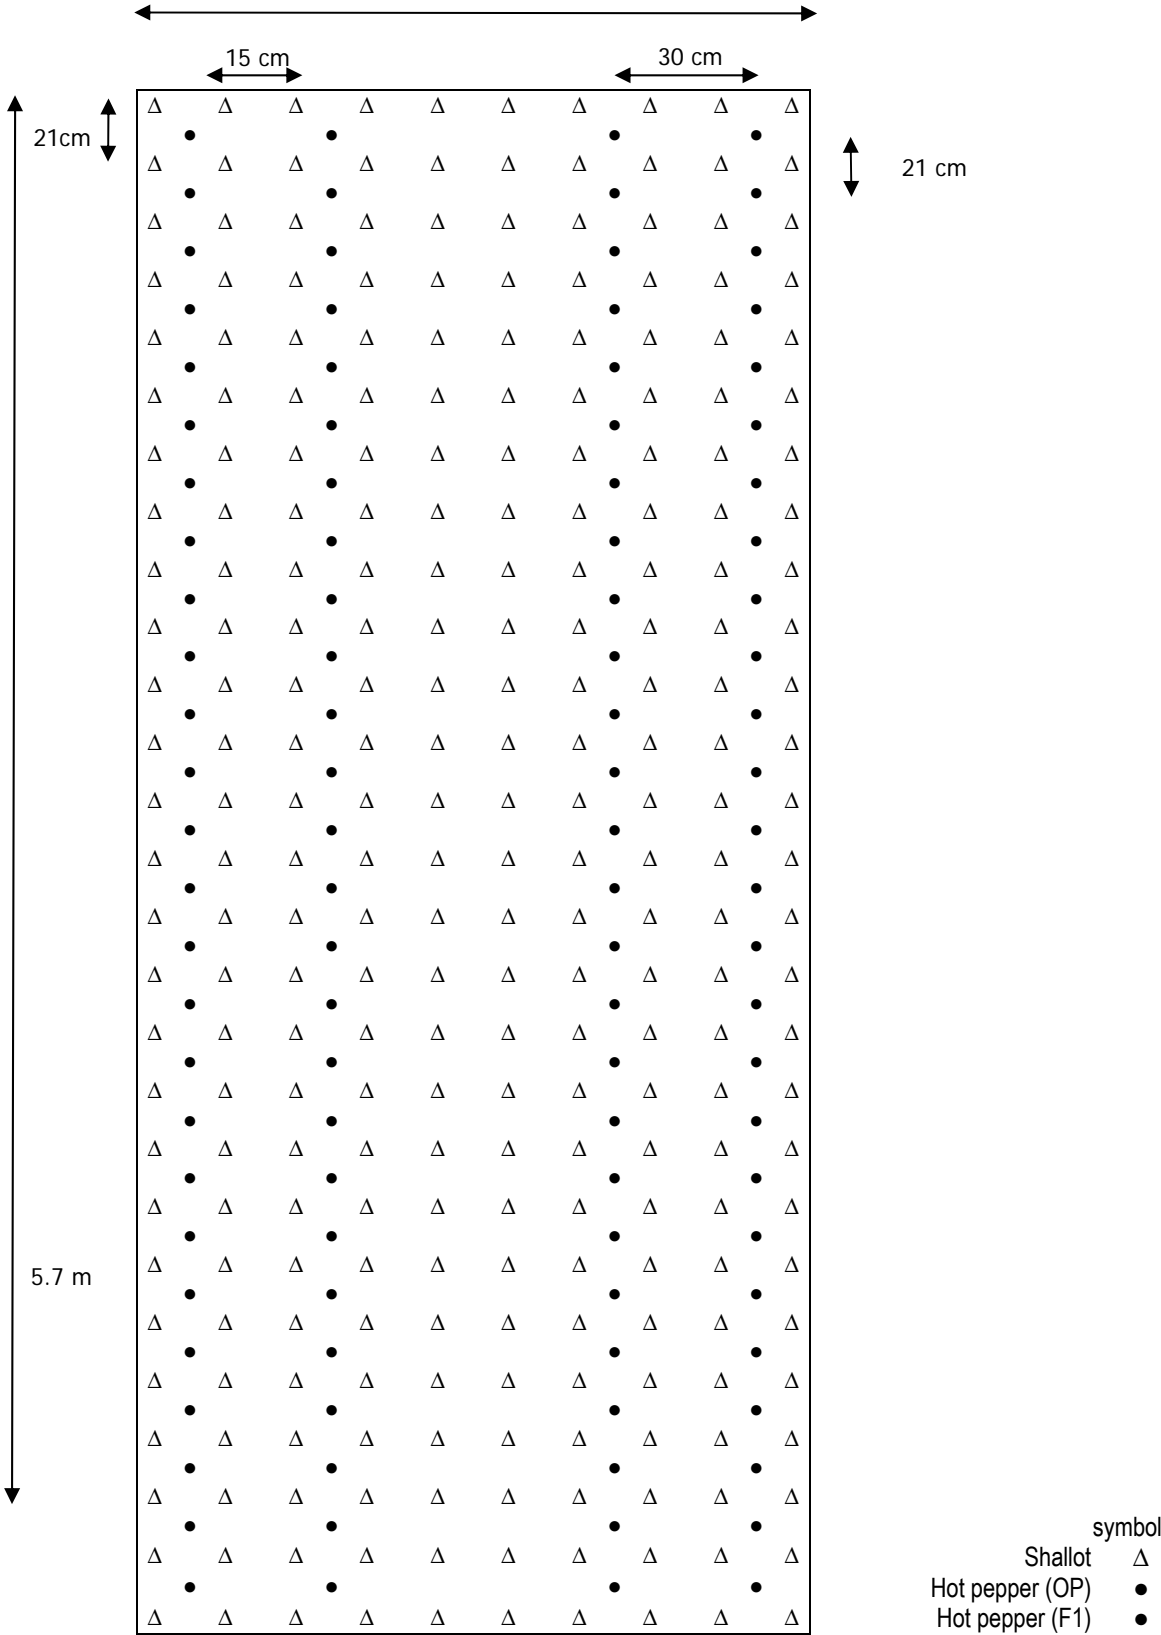 15 cm
30 cm
21cm
21 cm
5.7 m
symbol
Shallot Δ
Hot pepper (OP) ●
Hot pepper (F1) ●